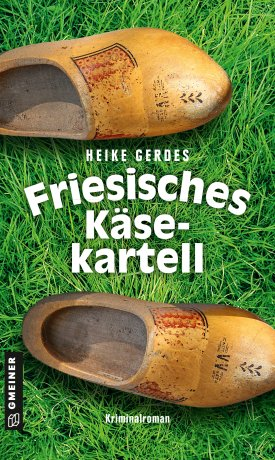 HEIKE GERDES
Friesisches
Käse-
kartell
GMEINER
Kriminalroman